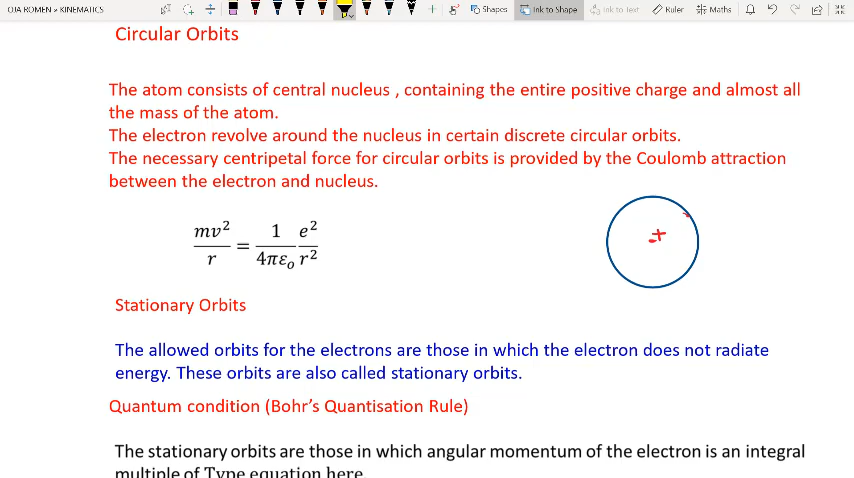 OJA ROMEN » KINEMATICS
Shapes
Ink to Shape
Ink to Text
Ruler
Maths
Circular Orbits
The atom consists of central nucleus , containing the entire positive charge and almost all
the mass of the atom.
The electron revolve around the nucleus in certain discrete circular orbits.
The necessary centripetal force for circular orbits is provided by the Coulomb attraction
between the electron and nucleus.
mv²/r = 1/4πεₒ e²/r²
+
Stationary Orbits
The allowed orbits for the electrons are those in which the electron does not radiate
energy. These orbits are also called stationary orbits.
Quantum condition (Bohr's Quantisation Rule)
The stationary orbits are those in which angular momentum of the electron is an integral
multiple of Type equation here.